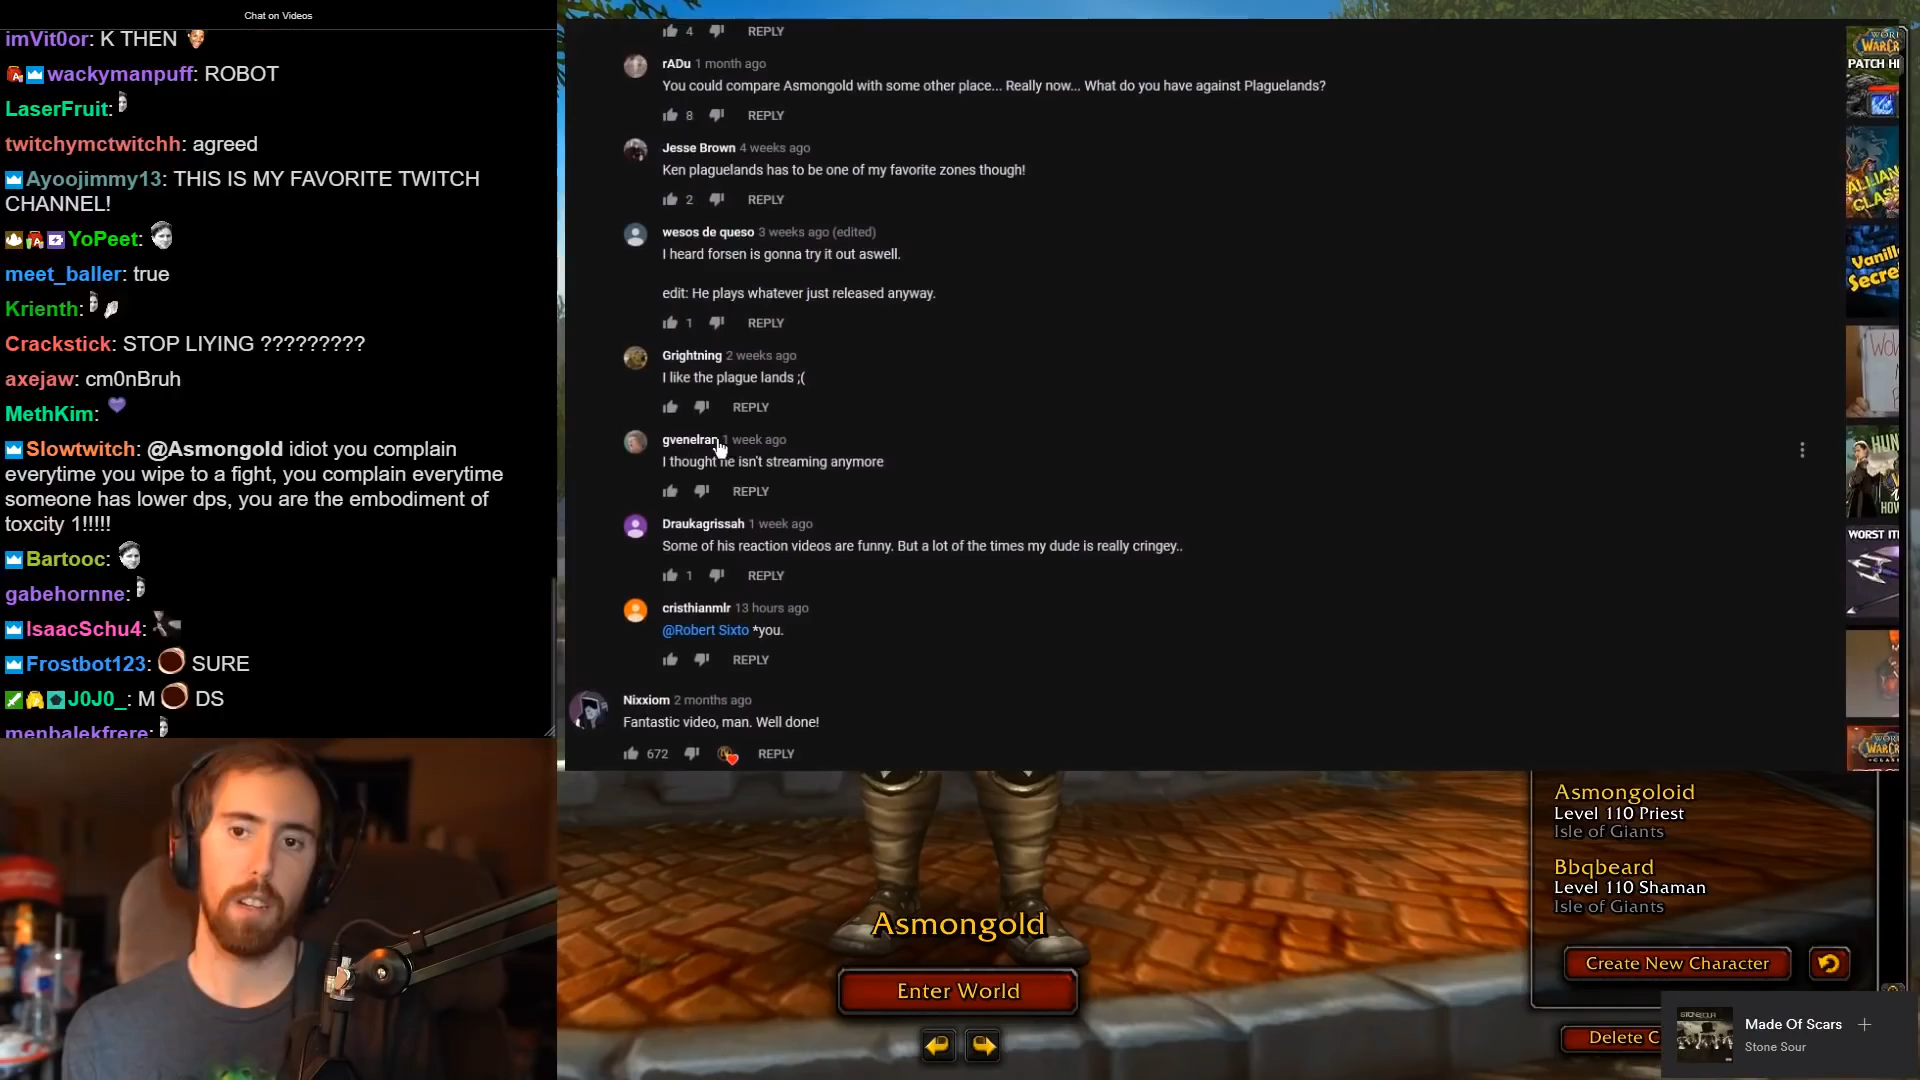 Chat on Videos
imVit0or: K THEN
wackymanpuff: ROBOT
LaserFruit:
twitchymctwitchh: agreed
Ayoojimmy13: THIS IS MY FAVORITE TWITCH
CHANNEL!
YoPeet:
meet_baller: true
Krienth:
Crackstick: STOP LIYING ?????????
axejaw: cm0nBruh
MethKim:
Slowtwitch: @Asmongold idiot you complain
everytime you wipe to a fight, you complain everytime
someone has lower dps, you are the embodiment of
toxcity 1!!!!!
Bartooc:
gabehornne:
IsaacSchu4:
Frostbot123: SURE
J0J0_: M DS
menbalekfrere:
4 REPLY
rADu 1 month ago
You could compare Asmongold with some other place... Really now... What do you have against Plaguelands?
8 REPLY
Jesse Brown 4 weeks ago
Ken plaguelands has to be one of my favorite zones though!
2 REPLY
wesos de queso 3 weeks ago (edited)
I heard forsen is gonna try it out aswell.
edit: He plays whatever just released anyway.
1 REPLY
Grightning 2 weeks ago
I like the plague lands ;(
REPLY
gvenelran 1 week ago
I thought he isn't streaming anymore
REPLY
Draukagrissah 1 week ago
Some of his reaction videos are funny. But a lot of the times my dude is really cringey..
1 REPLY
cristhianmlr 13 hours ago
@Robert Sixto *you.
REPLY
Nixxiom 2 months ago
Fantastic video, man. Well done!
672 REPLY
PATCH
Vanill
Secre
WORST IT
Asmongoloid
Level 110 Priest
Isle of Giants
Bbqbeard
Level 110 Shaman
Isle of Giants
Asmongold
Enter World
Create New Character
Delete C
STONE SOUR
Made Of Scars
Stone Sour